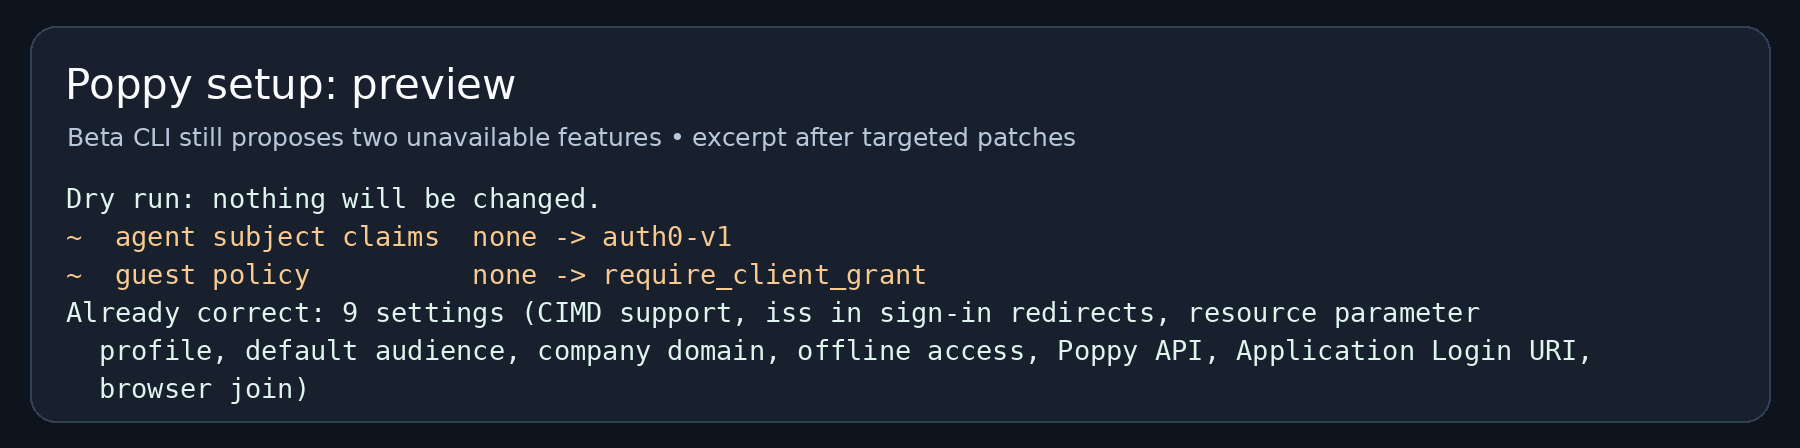 Poppy setup: preview
Beta CLI still proposes two unavailable features • excerpt after targeted patches
Dry run: nothing will be changed.
~  agent subject claims  none -> auth0-v1
~  guest policy          none -> require_client_grant
Already correct: 9 settings (CIMD support, iss in sign-in redirects, resource parameter
  profile, default audience, company domain, offline access, Poppy API, Application Login URI,
  browser join)